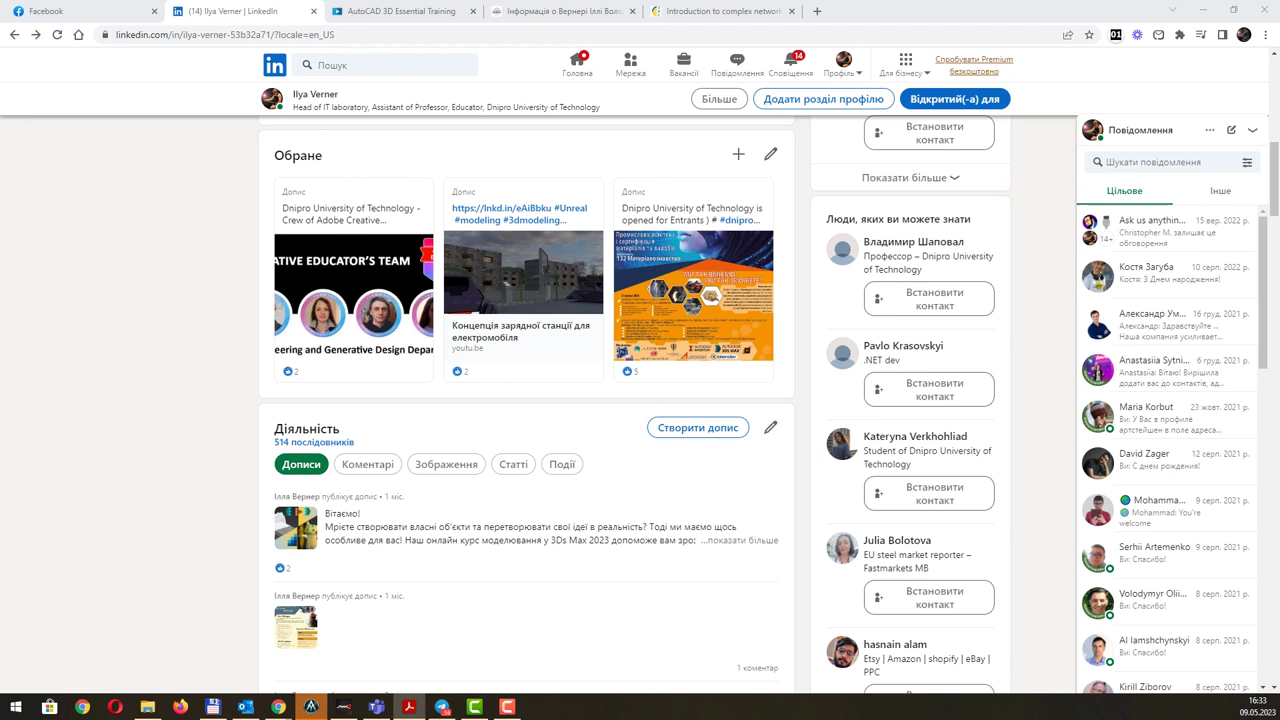 Facebook
(14) Ilya Verner | LinkedIn
AutoCAD 3D Essential Training
Інформація о Вернері Іллі Воло
Introduction to complex network
linkedin.com/in/ilya-verner-53b32a71/?locale=en_US
Пошук
Головна
Мережа
Вакансії
Повідомлення
14
Сповіщення
Профіль
Для бізнесу
Спробувати Premium
безкоштовно
Ilya Verner
Head of IT laboratory, Assistant of Professor, Educator, Dnipro University of Technology
Більше
Додати розділ профілю
Відкритий(-а) для
Обране
Допис
Dnipro University of Technology -
Crew of Adobe Creative...
ATIVE EDUCATOR'S TEAM
eering and Generative Design Depar
2
Допис
https://lnkd.in/eAiBbku #Unreal
#modeling #3dmodeling...
Концепція зарядної станції для
електромобіля
youtu.be
2
Допис
Dnipro University of Technology is
opened for Entrants ) # #dnipro...
Промислова естетика
і сертифікація
матеріалів та виробів
132 Матеріалознавство
5
Діяльність
514 послідовників
Створити допис
Дописи
Коментарі
Зображення
Статті
Події
Ілля Вернер публікує допис • 1 міс.
Вітаємо!
Мрієте створювати власні об'єкти та перетворювати свої ідеї в реальність? Тоді ми маємо щось
особливе для вас! Наш онлайн курс моделювання у 3Ds Max 2023 допоможе вам зро; ...показати більше
2
Ілля Вернер публікує допис • 1 міс.
1 коментар
Встановити
контакт
Показати більше
Люди, яких ви можете знати
Владимир Шаповал
Профессор – Dnipro University
of Technology
Встановити
контакт
Pavlo Krasovskyi
.NET dev
Встановити
контакт
Kateryna Verkhohliad
Student of Dnipro University of
Technology
Встановити
контакт
Julia Bolotova
EU steel market reporter –
Fastmarkets MB
Встановити
контакт
hasnain alam
Etsy | Amazon | shopify | eBay |
PPC
Повідомлення
Шукати повідомлення
Цільове
Інше
14+
Ask us anythin...
15 вер. 2022 р.
Christopher M. залишає це
обговорення
Костя Загуба
10 серп. 2022 р.
Костя: З Днем народження!
Александр Ум...
16 груд. 2021 р.
Александр: Здравствуйте ...
Наша компания усиливает...
Anastasiia Sytni...
6 груд. 2021 р.
Anastasiia: Вітаю! Вирішила
додати вас до контактів, ад...
Maria Korbut
23 жовт. 2021 р.
Ви: У Вас в профиле
артстейшен в поле адреса...
David Zager
12 серп. 2021 р.
Ви: С днем рождения!
Mohamma...
9 серп. 2021 р.
Mohammad: You're
welcome
Serhii Artemenko
9 серп. 2021 р.
Ви: Спасибо!
Volodymyr Olii...
8 серп. 2021 р.
Ви: Спасибо!
Al Iamshchynskyi
8 серп. 2021 р.
Ви: Спасибо!
Kirill Ziborov
8 серп. 2021 р.
16:33
09.05.2023